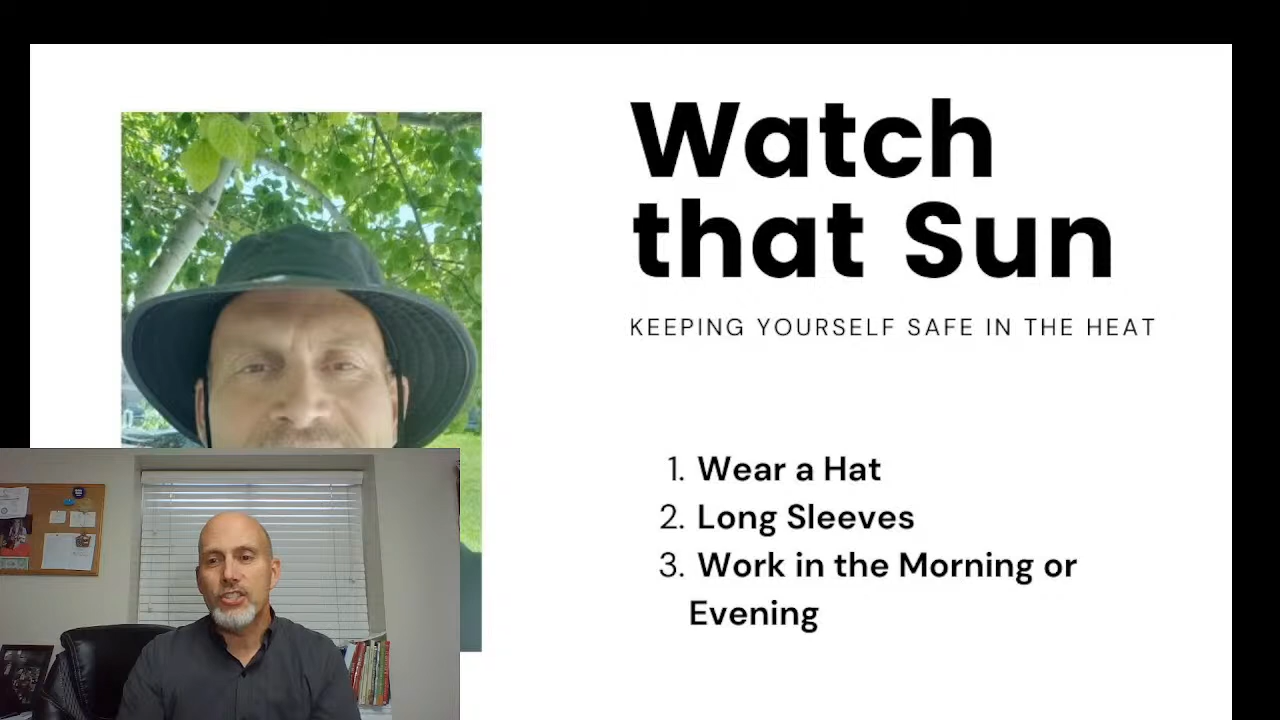 Watch
that Sun
KEEPING YOURSELF SAFE IN THE HEAT
1. Wear a Hat
2. Long Sleeves
3. Work in the Morning or
Evening